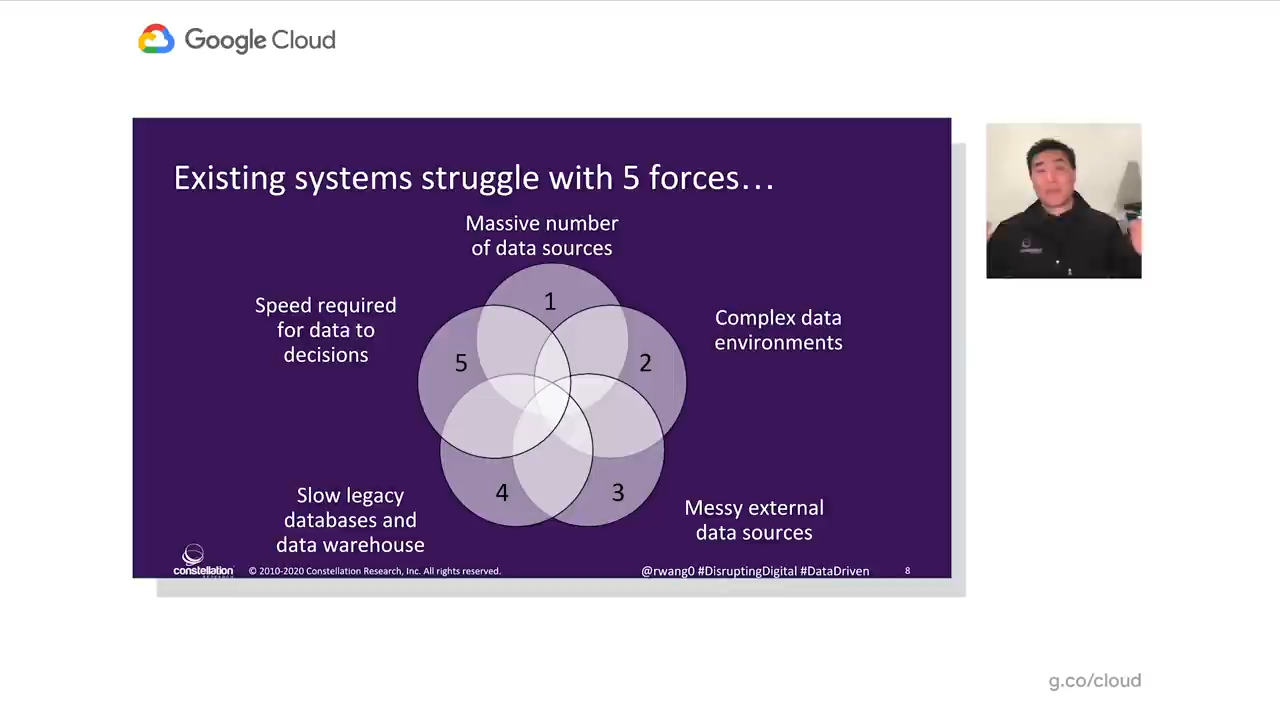 Google Cloud
Existing systems struggle with 5 forces…
Massive number
of data sources
1
Speed required
for data to
decisions
5
Complex data
environments
2
Slow legacy
databases and
data warehouse
4
3
Messy external
data sources
constellation
RESEARCH
© 2010-2020 Constellation Research, Inc. All rights reserved.
@rwang0 #DisruptingDigital #DataDriven
8
g.co/cloud